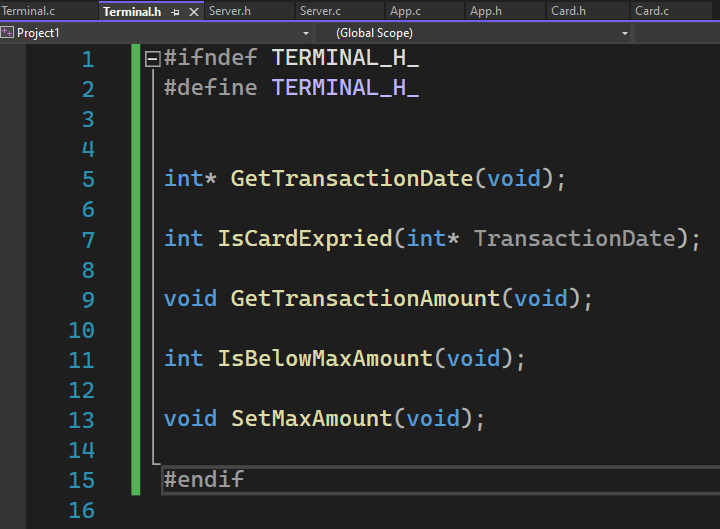 Terminal.c Terminal.h Server.h Server.c App.c App.h Card.h Card.c
Project1 (Global Scope)
1 #ifndef TERMINAL_H_
2 #define TERMINAL_H_
3
4
5 int* GetTransactionDate(void);
6
7 int IsCardExpried(int* TransactionDate);
8
9 void GetTransactionAmount(void);
10
11 int IsBelowMaxAmount(void);
12
13 void SetMaxAmount(void);
14
15 #endif
16